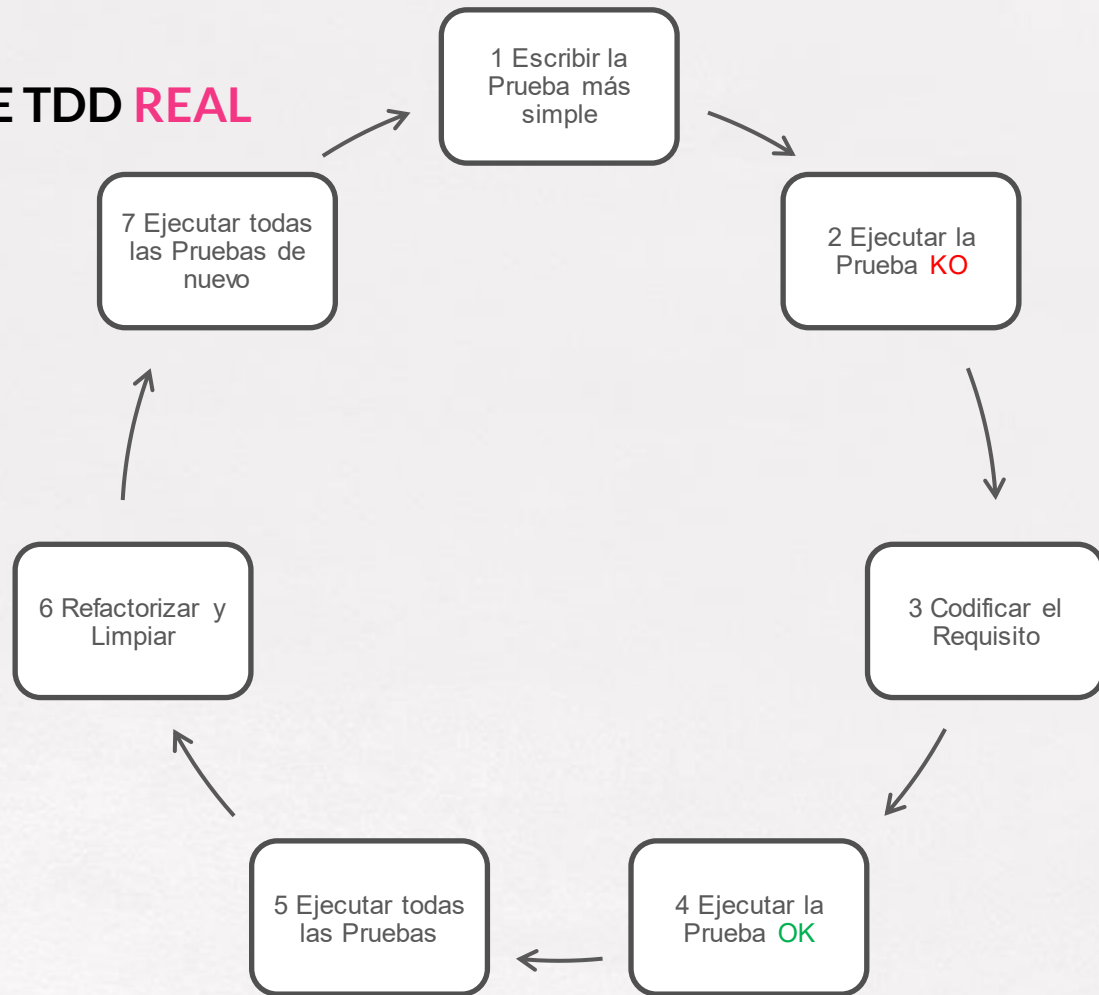 E TDD REAL
1 Escribir la
Prueba más
simple
2 Ejecutar la
Prueba KO
3 Codificar el
Requisito
4 Ejecutar la
Prueba OK
5 Ejecutar todas
las Pruebas
6 Refactorizar y
Limpiar
7 Ejecutar todas
las Pruebas de
nuevo